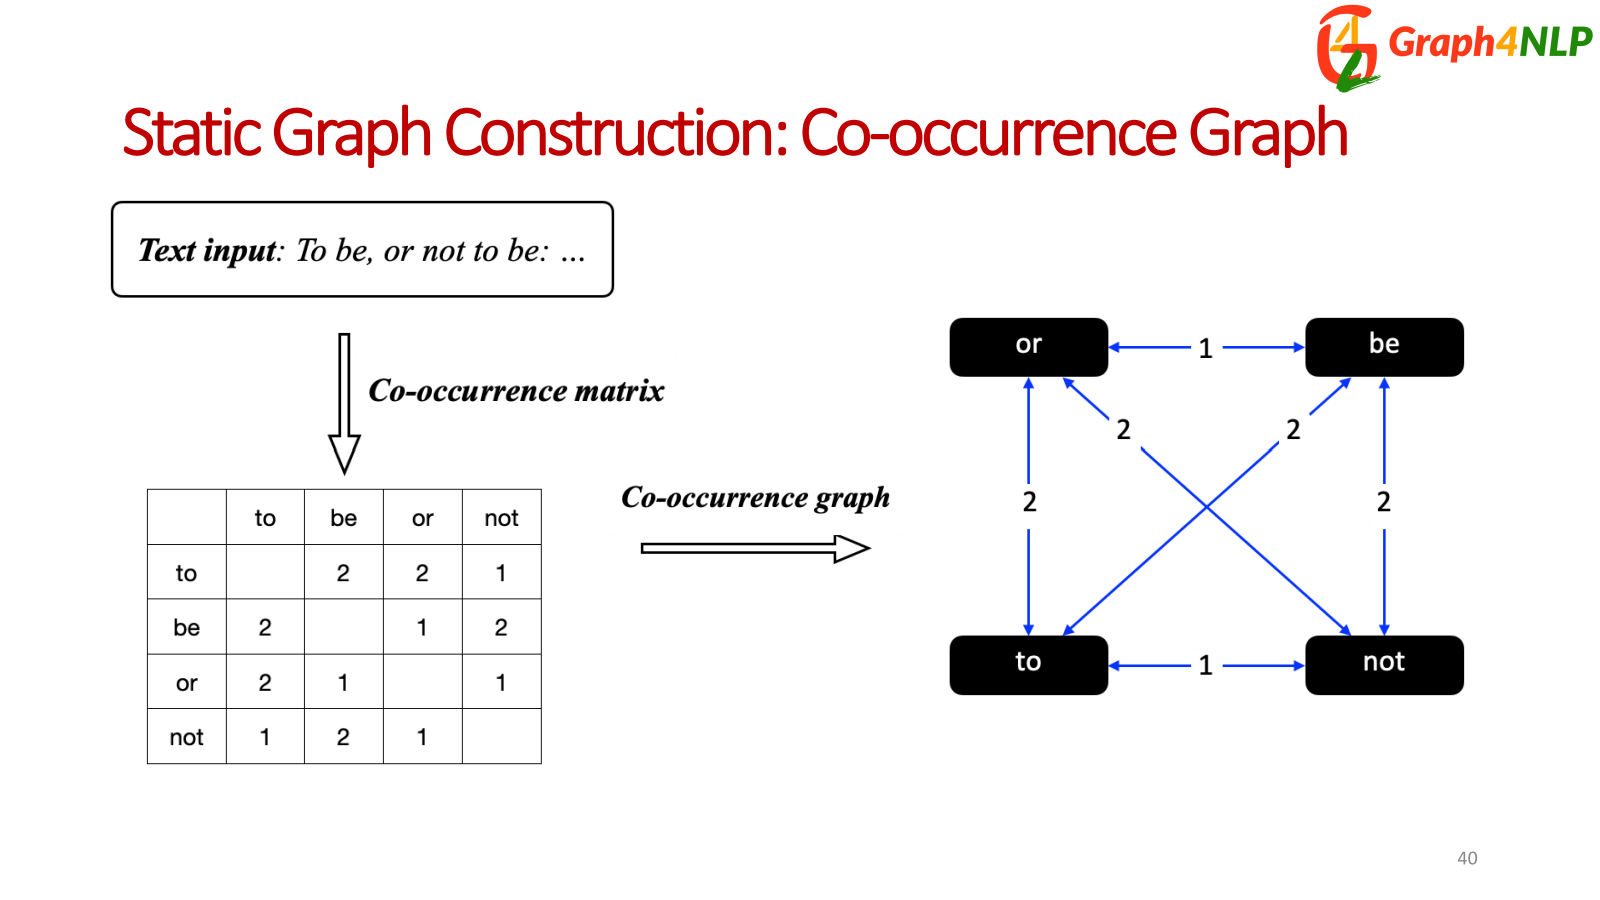 Graph4NLP
Static Graph Construction: Co-occurrence Graph
Text input: To be, or not to be: ...
Co-occurrence matrix
to be or not
to 2 2 1
be 2 1 2
or 2 1 1
not 1 2 1
Co-occurrence graph
or 1 be
2 2
2 2
to 1 not
40